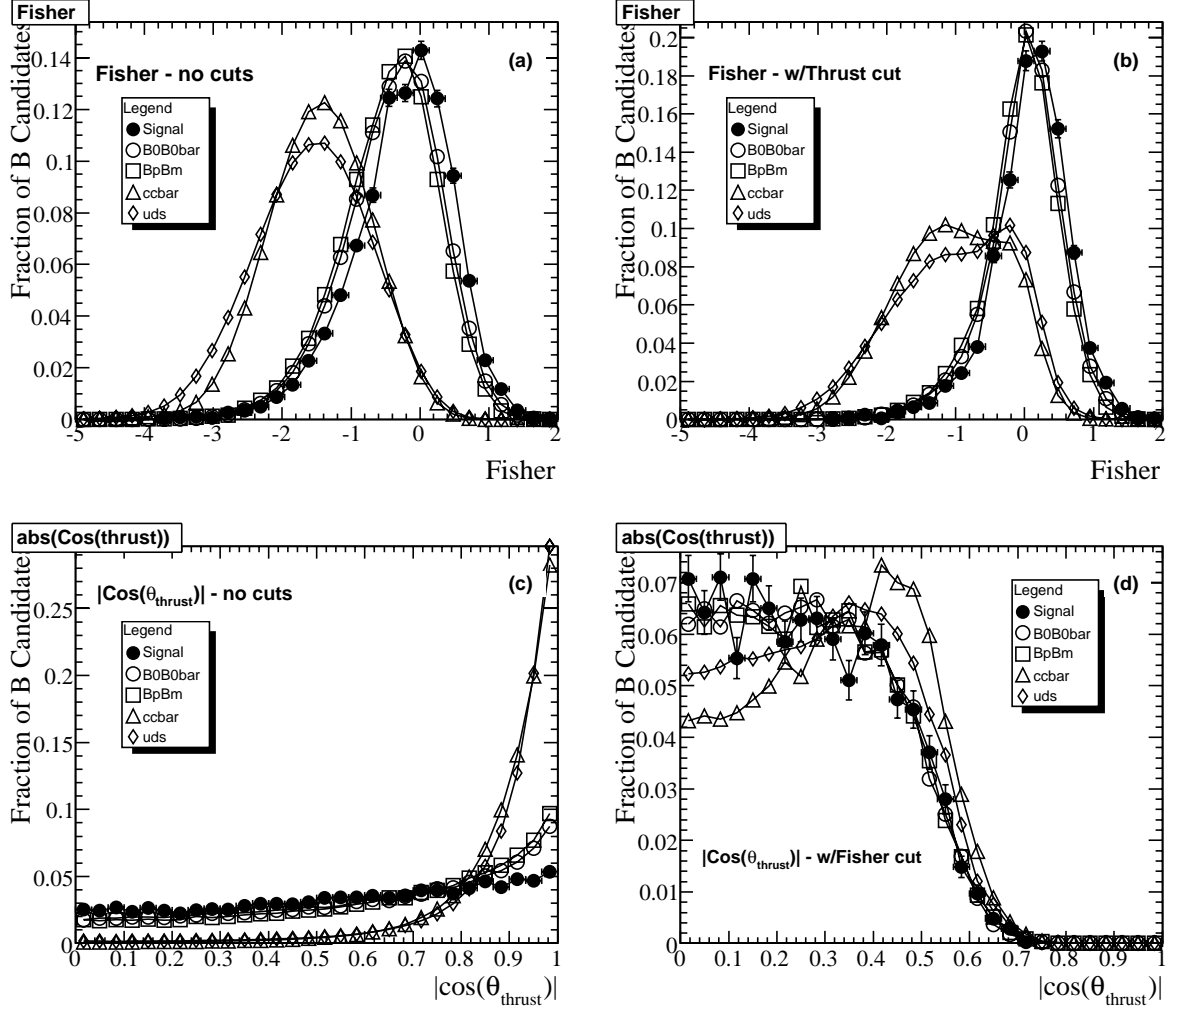 Fisher
(a)
Fisher - no cuts
Legend
Signal
B0B0bar
BpBm
ccbar
uds
Fraction of B Candidates
0.14
0.12
0.1
0.08
0.06
0.04
0.02
0
-5 -4 -3 -2 -1 0 1 2
Fisher
Fisher
(b)
Fisher - w/Thrust cut
Legend
Signal
B0B0bar
BpBm
ccbar
uds
Fraction of B Candidates
0.2
0.18
0.16
0.14
0.12
0.1
0.08
0.06
0.04
0.02
0
-5 -4 -3 -2 -1 0 1 2
Fisher
abs(Cos(thrust))
(c)
|Cos(θthrust)| - no cuts
Legend
Signal
B0B0bar
BpBm
ccbar
uds
Fraction of B Candidates
0.25
0.2
0.15
0.1
0.05
0
0 0.1 0.2 0.3 0.4 0.5 0.6 0.7 0.8 0.9 1
|cos(θthrust)|
abs(Cos(thrust))
(d)
Legend
Signal
B0B0bar
BpBm
ccbar
uds
|Cos(θthrust)| - w/Fisher cut
Fraction of B Candidates
0.07
0.06
0.05
0.04
0.03
0.02
0.01
0
0 0.1 0.2 0.3 0.4 0.5 0.6 0.7 0.8 0.9 1
|cos(θthrust)|